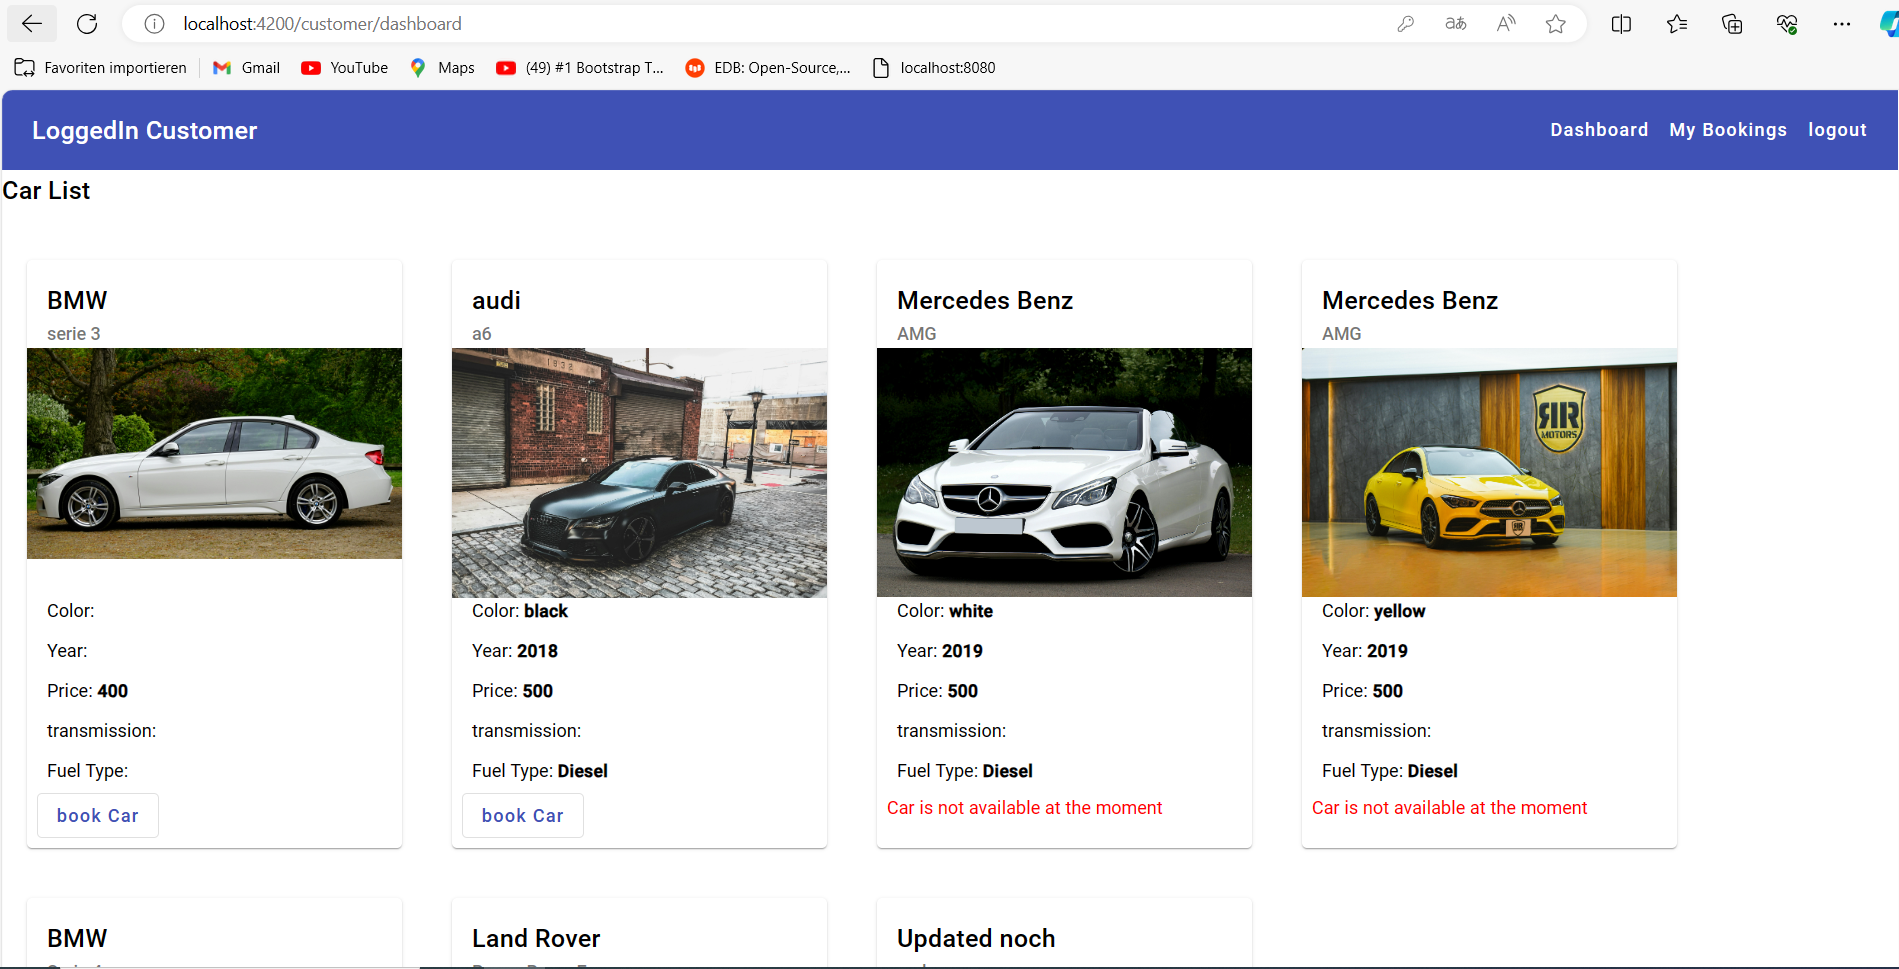 localhost:4200/customer/dashboard
Favoriten importieren
Gmail
YouTube
Maps
(49) #1 Bootstrap T...
EDB: Open-Source,...
localhost:8080
LoggedIn Customer
Dashboard My Bookings logout
Car List
BMW
serie 3
Color:
Year:
Price: 400
transmission:
Fuel Type:
book Car
audi
a6
1932
Color: black
Year: 2018
Price: 500
transmission:
Fuel Type: Diesel
book Car
Mercedes Benz
AMG
Color: white
Year: 2019
Price: 500
transmission:
Fuel Type: Diesel
Car is not available at the moment
Mercedes Benz
AMG
RR
MOTORS
Color: yellow
Year: 2019
Price: 500
transmission:
Fuel Type: Diesel
Car is not available at the moment
BMW
Land Rover
Updated noch